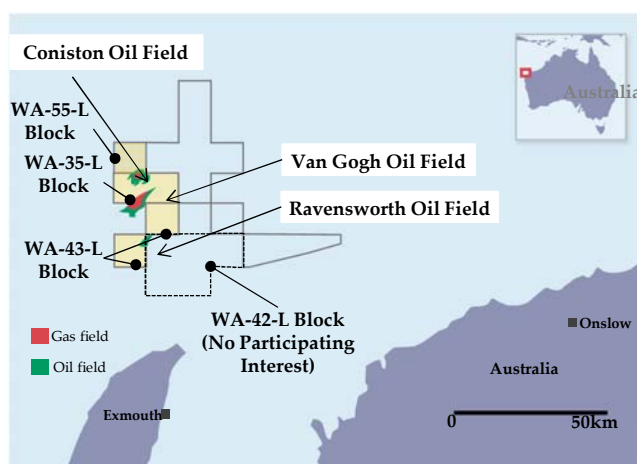 Coniston Oil Field
WA-55-L
Block
WA-35-L
Block
Van Gogh Oil Field
Ravensworth Oil Field
WA-43-L
Block
WA-42-L Block
(No Participating
Interest)
Gas field
Oil field
Exmouth
Onslow
Australia
0
50km
Australia